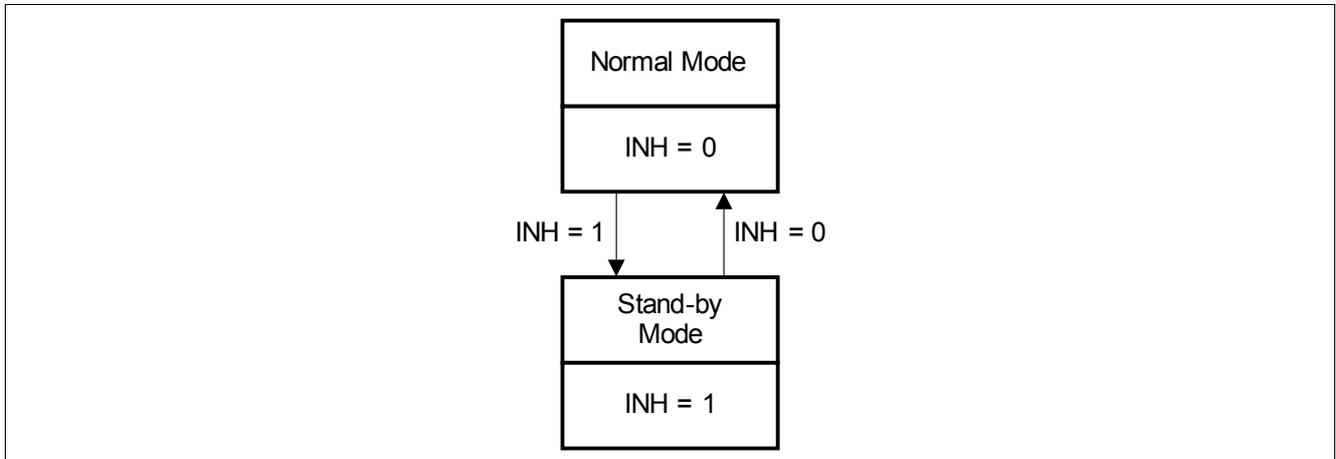 Normal Mode
INH = 0
INH = 1
INH = 0
Stand-by
Mode
INH = 1